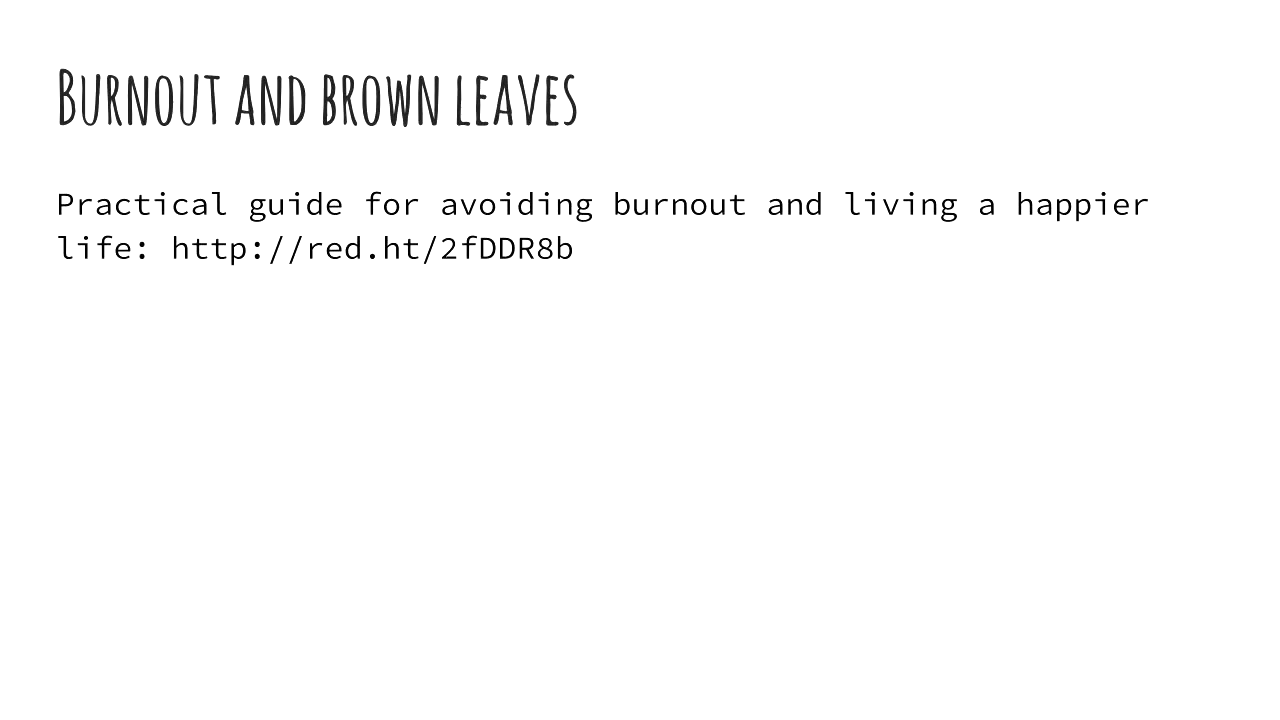 Burnout and brown leaves
Practical guide for avoiding burnout and living a happier
life: http://red.ht/2fDDR8b